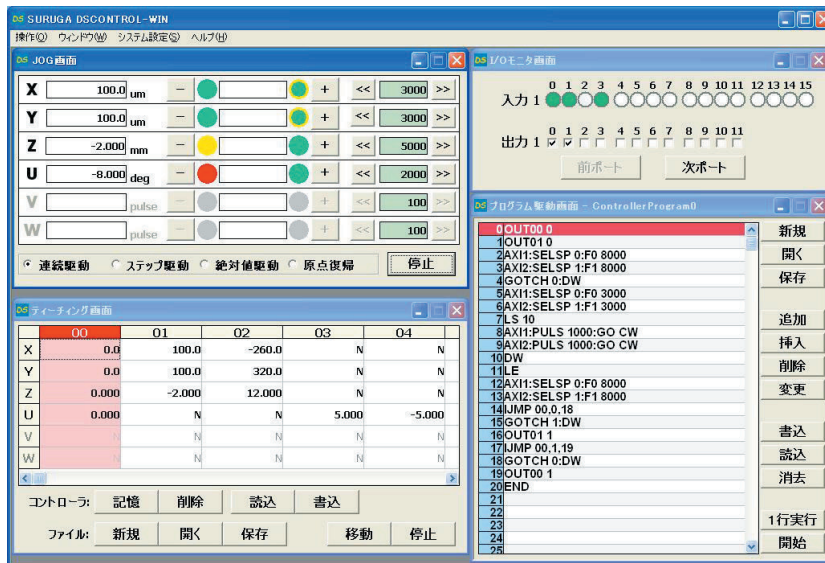 DS SURUGA DSCONTROL-WIN
操作(O) ウィンドウ(W) システム設定(S) ヘルプ(H)
DS JOG画面
X 100.0 um − + << 3000 >>
Y 100.0 um − + << 3000 >>
Z -2.000 mm − + << 5000 >>
U -8.000 deg − + << 2000 >>
V pulse − + << 100 >>
W pulse − + << 100 >>
連続駆動 ステップ駆動 絶対値駆動 原点復帰 停止
DS ティーチング画面
00 01 02 03 04
X 0.0 100.0 -260.0 N N
Y 0.0 100.0 320.0 N N
Z 0.000 -2.000 12.000 N N
U 0.000 N N 5.000 -5.000
V N N N N N
W N N N N N
コントローラ: 記憶 削除 読込 書込
ファイル: 新規 開く 保存 移動 停止
DS I/Oモニタ画面
0 1 2 3 4 5 6 7 8 9 10 11 12 13 14 15
入力 1
0 1 2 3 4 5 6 7 8 9 10 11
出力 1
前ポート 次ポート
DS プログラム駆動画面 - ControllerProgram0
0 OUT00 0
1 OUT01 0
2 AXI1:SELSP 0:F0 8000
3 AXI2:SELSP 1:F1 8000
4 GOTCH 0:DW
5 AXI1:SELSP 0:F0 3000
6 AXI2:SELSP 0:F0 3000
7 LS 10
8 AXI1:PULS 1000:GO CW
9 AXI2:PULS 1000:GO CW
10 DW
11 LE
12 AXI1:SELSP 0:F0 8000
13 AXI2:SELSP 1:F1 8000
14 IJMP 00,0,18
15 GOTCH 1:DW
16 OUT01 1
17 IJMP 00,1,19
18 GOTCH 0:DW
19 OUT00 1
20 END
21
22
23
24
25
新規
開く
保存
追加
挿入
削除
変更
書込
読込
消去
1行実行
開始